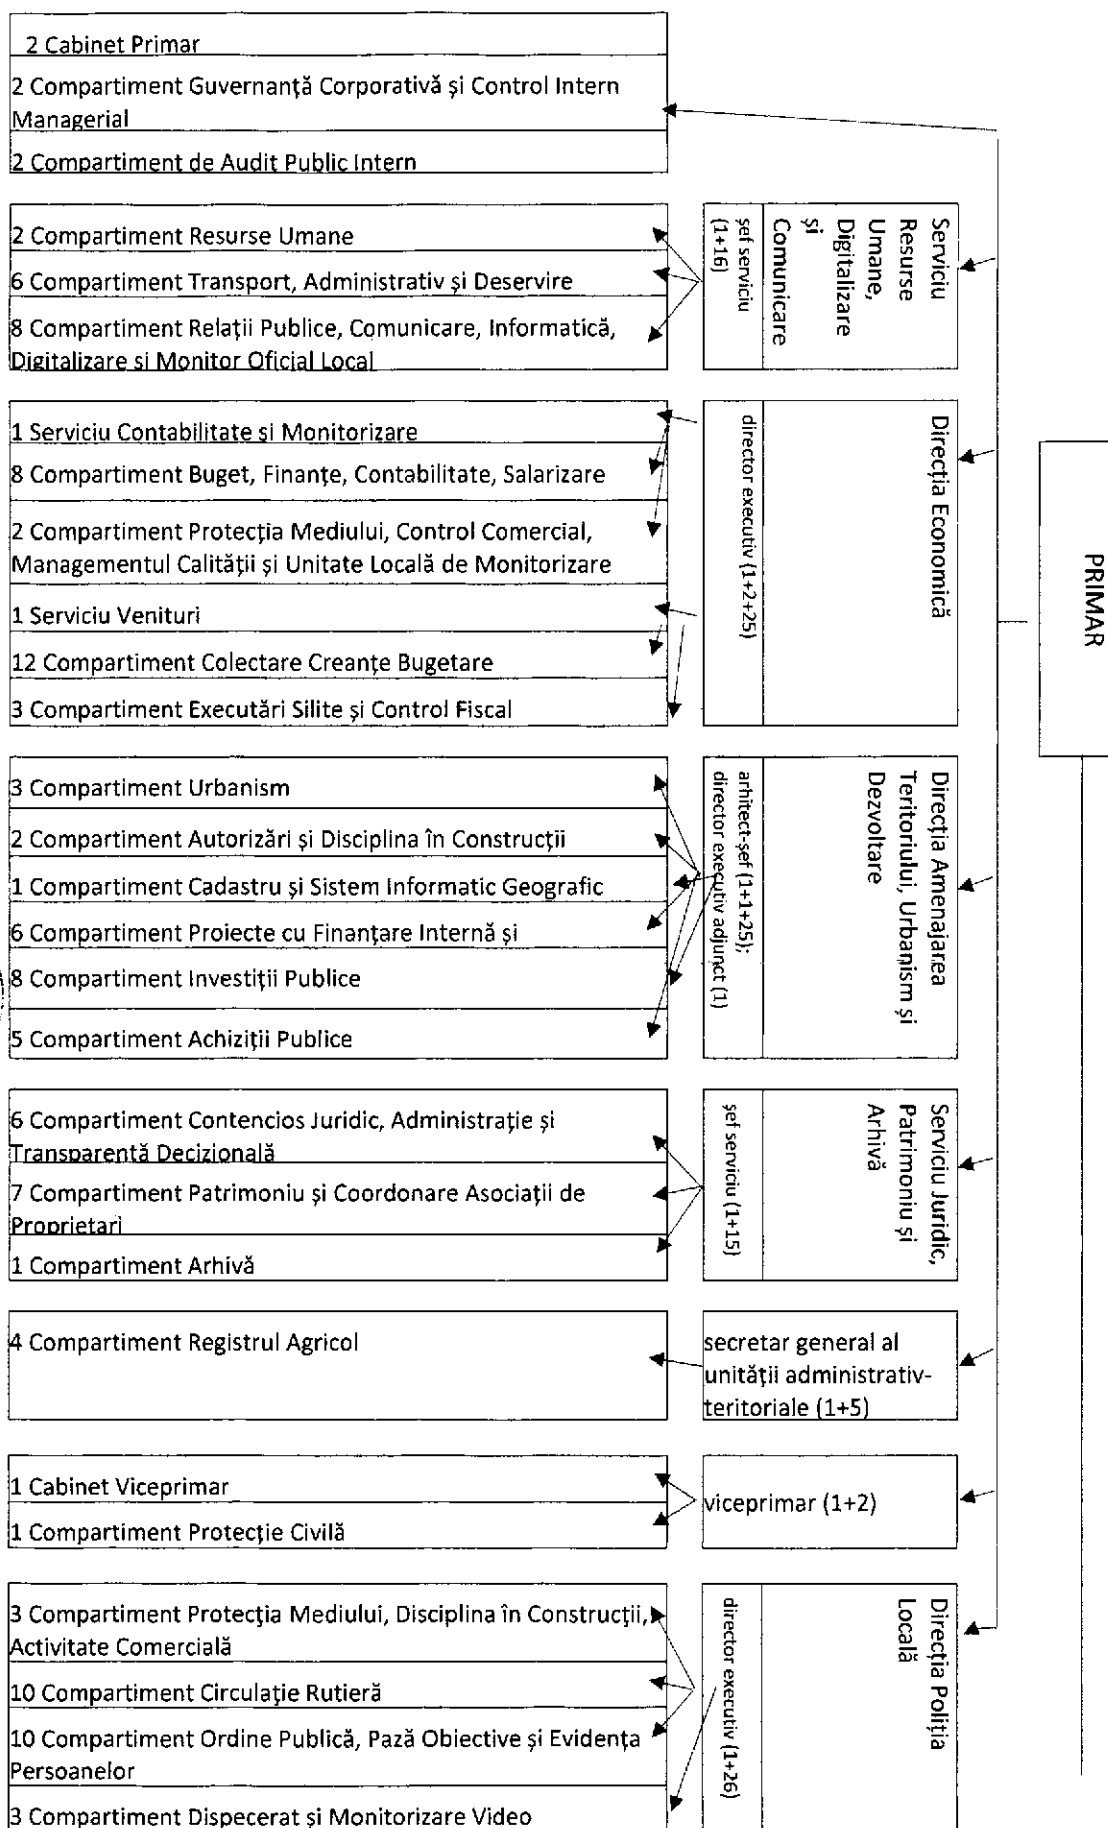 PRIMAR
2 Cabinet Primar
2 Compartiment Guvernanță Corporativă și Control Intern
Managerial
2 Compartiment de Audit Public Intern
Serviciu
Resurse
Umane,
Digitalizare
și
Comunicare
șef serviciu
(1+16)
2 Compartiment Resurse Umane
6 Compartiment Transport, Administrativ și Deservire
8 Compartiment Relații Publice, Comunicare, Informatică,
Digitalizare si Monitor Oficial Local
Direcția Economică
director executiv (1+2+25)
1 Serviciu Contabilitate si Monitorizare
8 Compartiment Buget, Finanțe, Contabilitate, Salarizare
2 Compartiment Protecția Mediului, Control Comercial,
Managementul Calității și Unitate Locală de Monitorizare
1 Serviciu Venituri
12 Compartiment Colectare Creanțe Bugetare
3 Compartiment Executări Silite și Control Fiscal
Direcția Amenajarea
Teritoriului, Urbanism și
Dezvoltare
arhitect-șef (1+1+25);
director executiv adjunct (1)
3 Compartiment Urbanism
2 Compartiment Autorizări și Disciplina în Construcții
1 Compartiment Cadastru și Sistem Informatic Geografic
6 Compartiment Proiecte cu Finanțare Internă și
8 Compartiment Investiții Publice
5 Compartiment Achiziții Publice
Serviciu Juridic,
Patrimoniu și
Arhivă
șef serviciu (1+15)
6 Compartiment Contencios Juridic, Administrație și
Transparentă Decizională
7 Compartiment Patrimoniu și Coordonare Asociații de
Proprietari
1 Compartiment Arhivă
secretar general al
unității administrativ-
teritoriale (1+5)
4 Compartiment Registrul Agricol
viceprimar (1+2)
1 Cabinet Viceprimar
1 Compartiment Protecție Civilă
Direcția Poliția
Locală
director executiv (1+26)
3 Compartiment Protecția Mediului, Disciplina în Construcții,
Activitate Comercială
10 Compartiment Circulație Rutieră
10 Compartiment Ordine Publică, Pază Obiective și Evidența
Persoanelor
3 Compartiment Dispecerat și Monitorizare Video